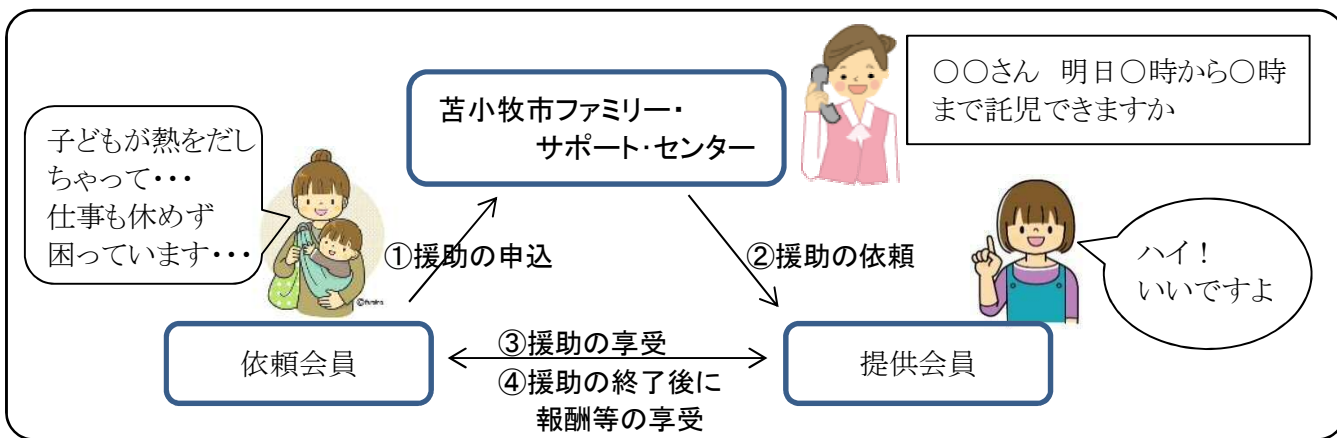 苫小牧市ファミリー・
サポート・センター
〇〇さん　明日〇時から〇時
まで託児できますか
子どもが熱をだし
ちゃって・・・
仕事も休めず
困っています・・・
①援助の申込
②援助の依頼
ハイ！
いいですよ
依頼会員
③援助の享受
④援助の終了後に
報酬等の享受
提供会員